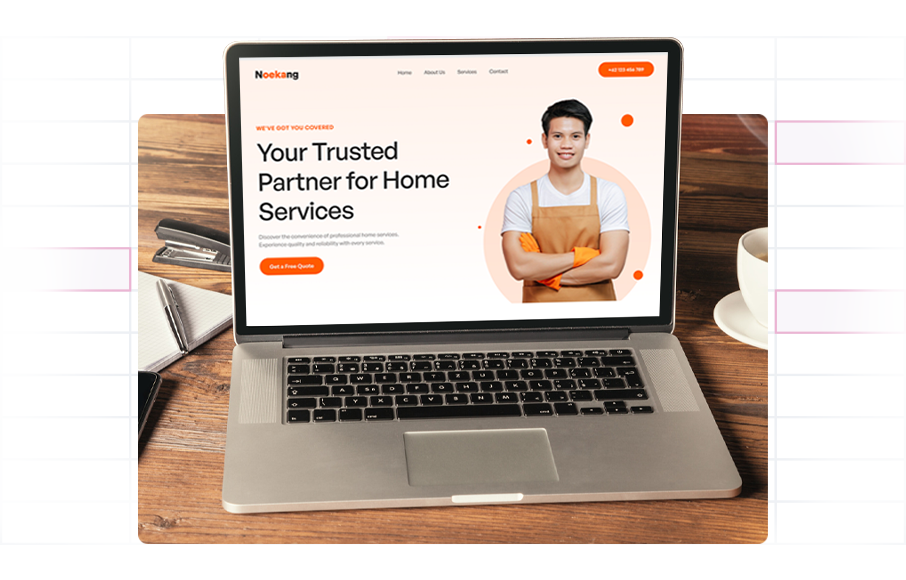 Noekang
Home About Us Services Contact
+62 123 456 789
WE'VE GOT YOU COVERED
Your Trusted
Partner for Home
Services
Discover the convenience of professional home services.
Experience quality and reliability with every service.
Get a Free Quote